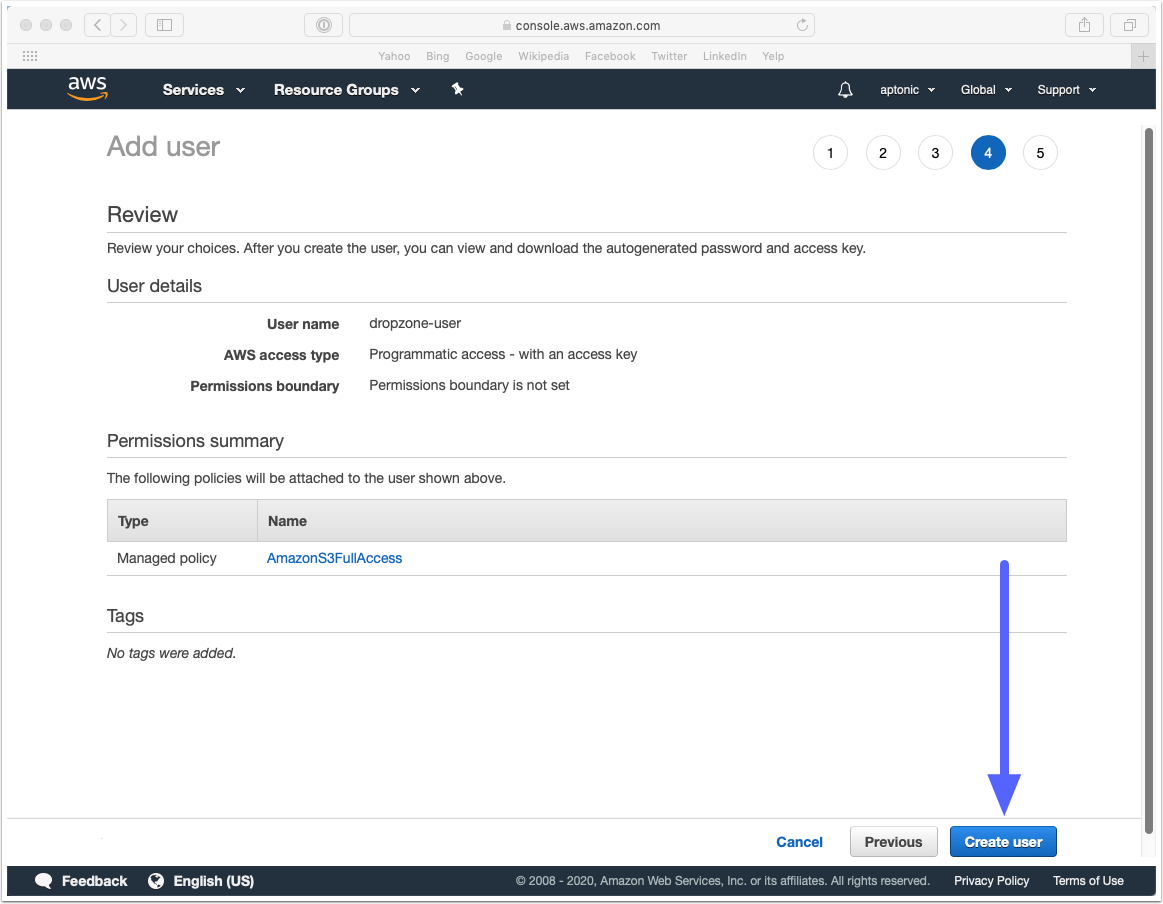 console.aws.amazon.com
Yahoo Bing Google Wikipedia Facebook Twitter LinkedIn Yelp
aws Services Resource Groups aptonic Global Support
Add user 1 2 3 4 5
Review
Review your choices. After you create the user, you can view and download the autogenerated password and access key.
User details
User name dropzone-user
AWS access type Programmatic access - with an access key
Permissions boundary Permissions boundary is not set
Permissions summary
The following policies will be attached to the user shown above.
Type Name
Managed policy AmazonS3FullAccess
Tags
No tags were added.
Cancel Previous Create user
Feedback English (US) © 2008 - 2020, Amazon Web Services, Inc. or its affiliates. All rights reserved. Privacy Policy Terms of Use